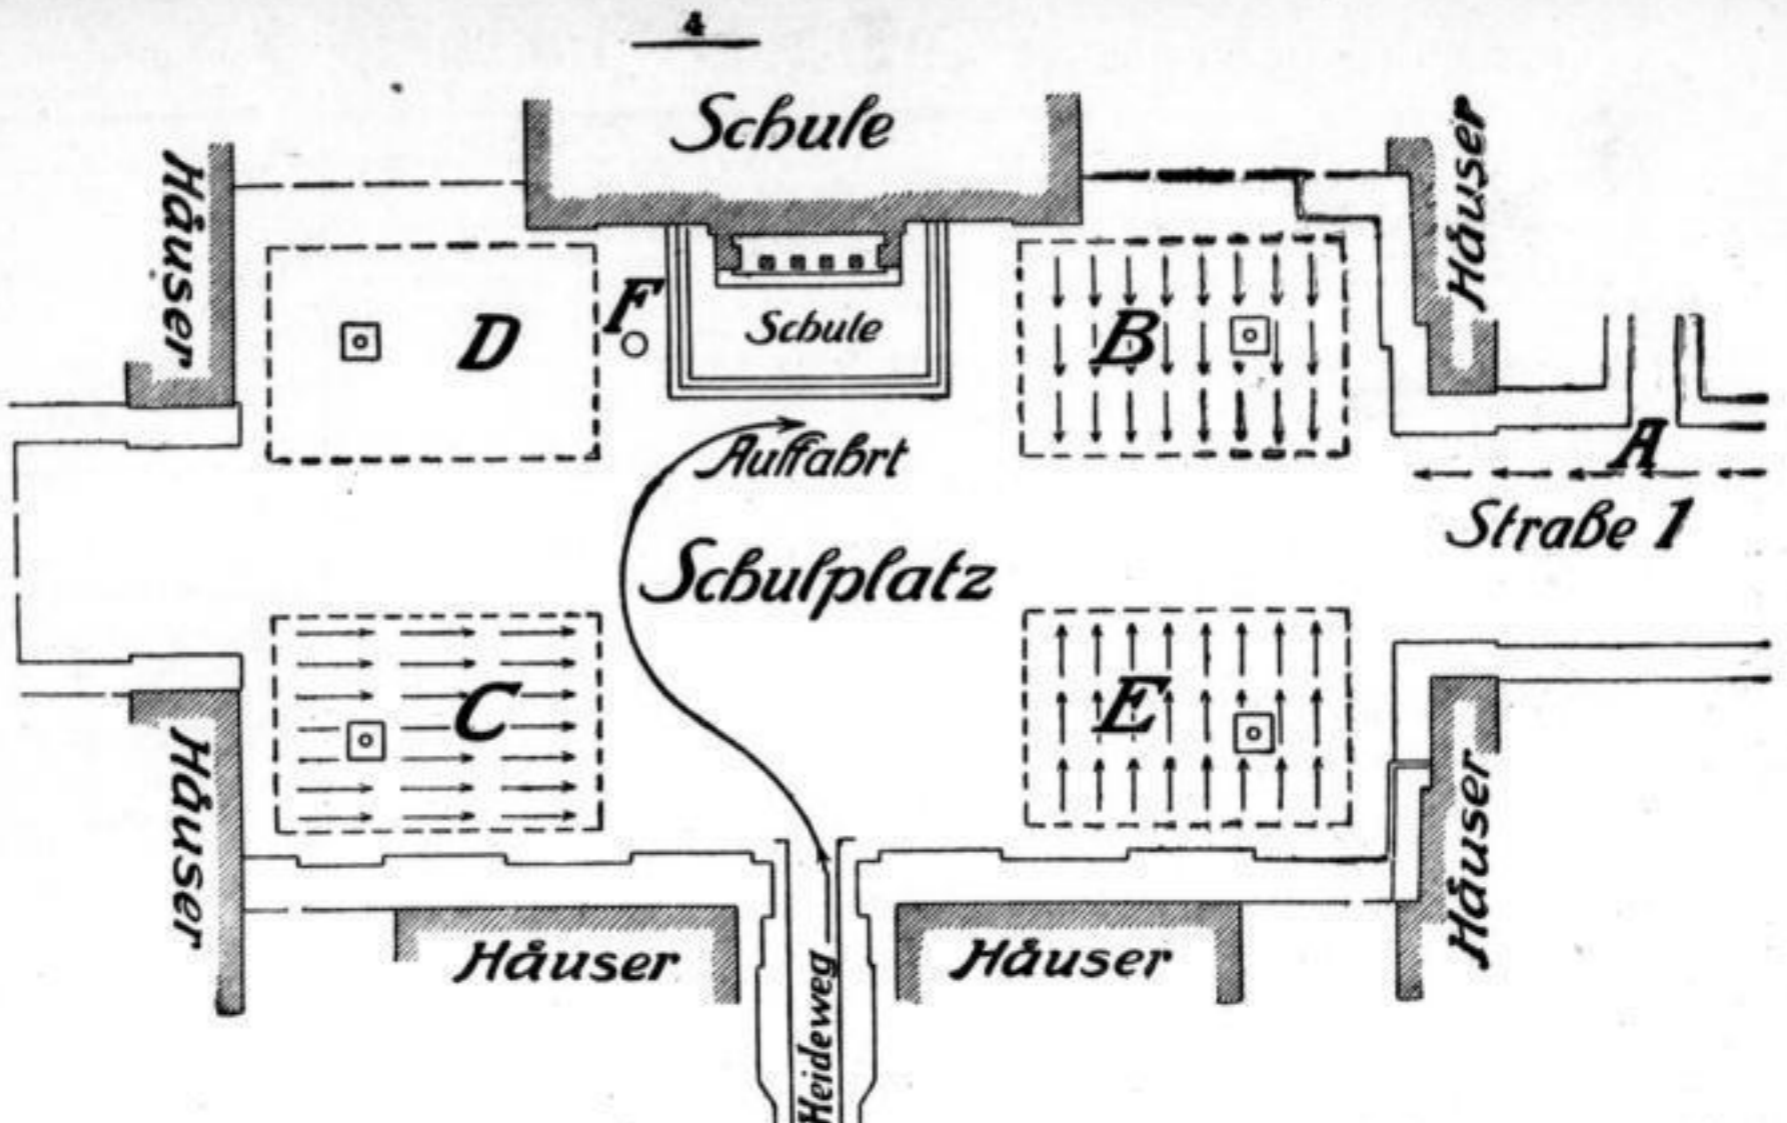 4
Schule
Häuser
Häuser
F
D
Schule
B
Auffahrt
A
Straße 1
Schulplatz
C
E
Häuser
Häuser
Häuser
Häuser
Heideweg